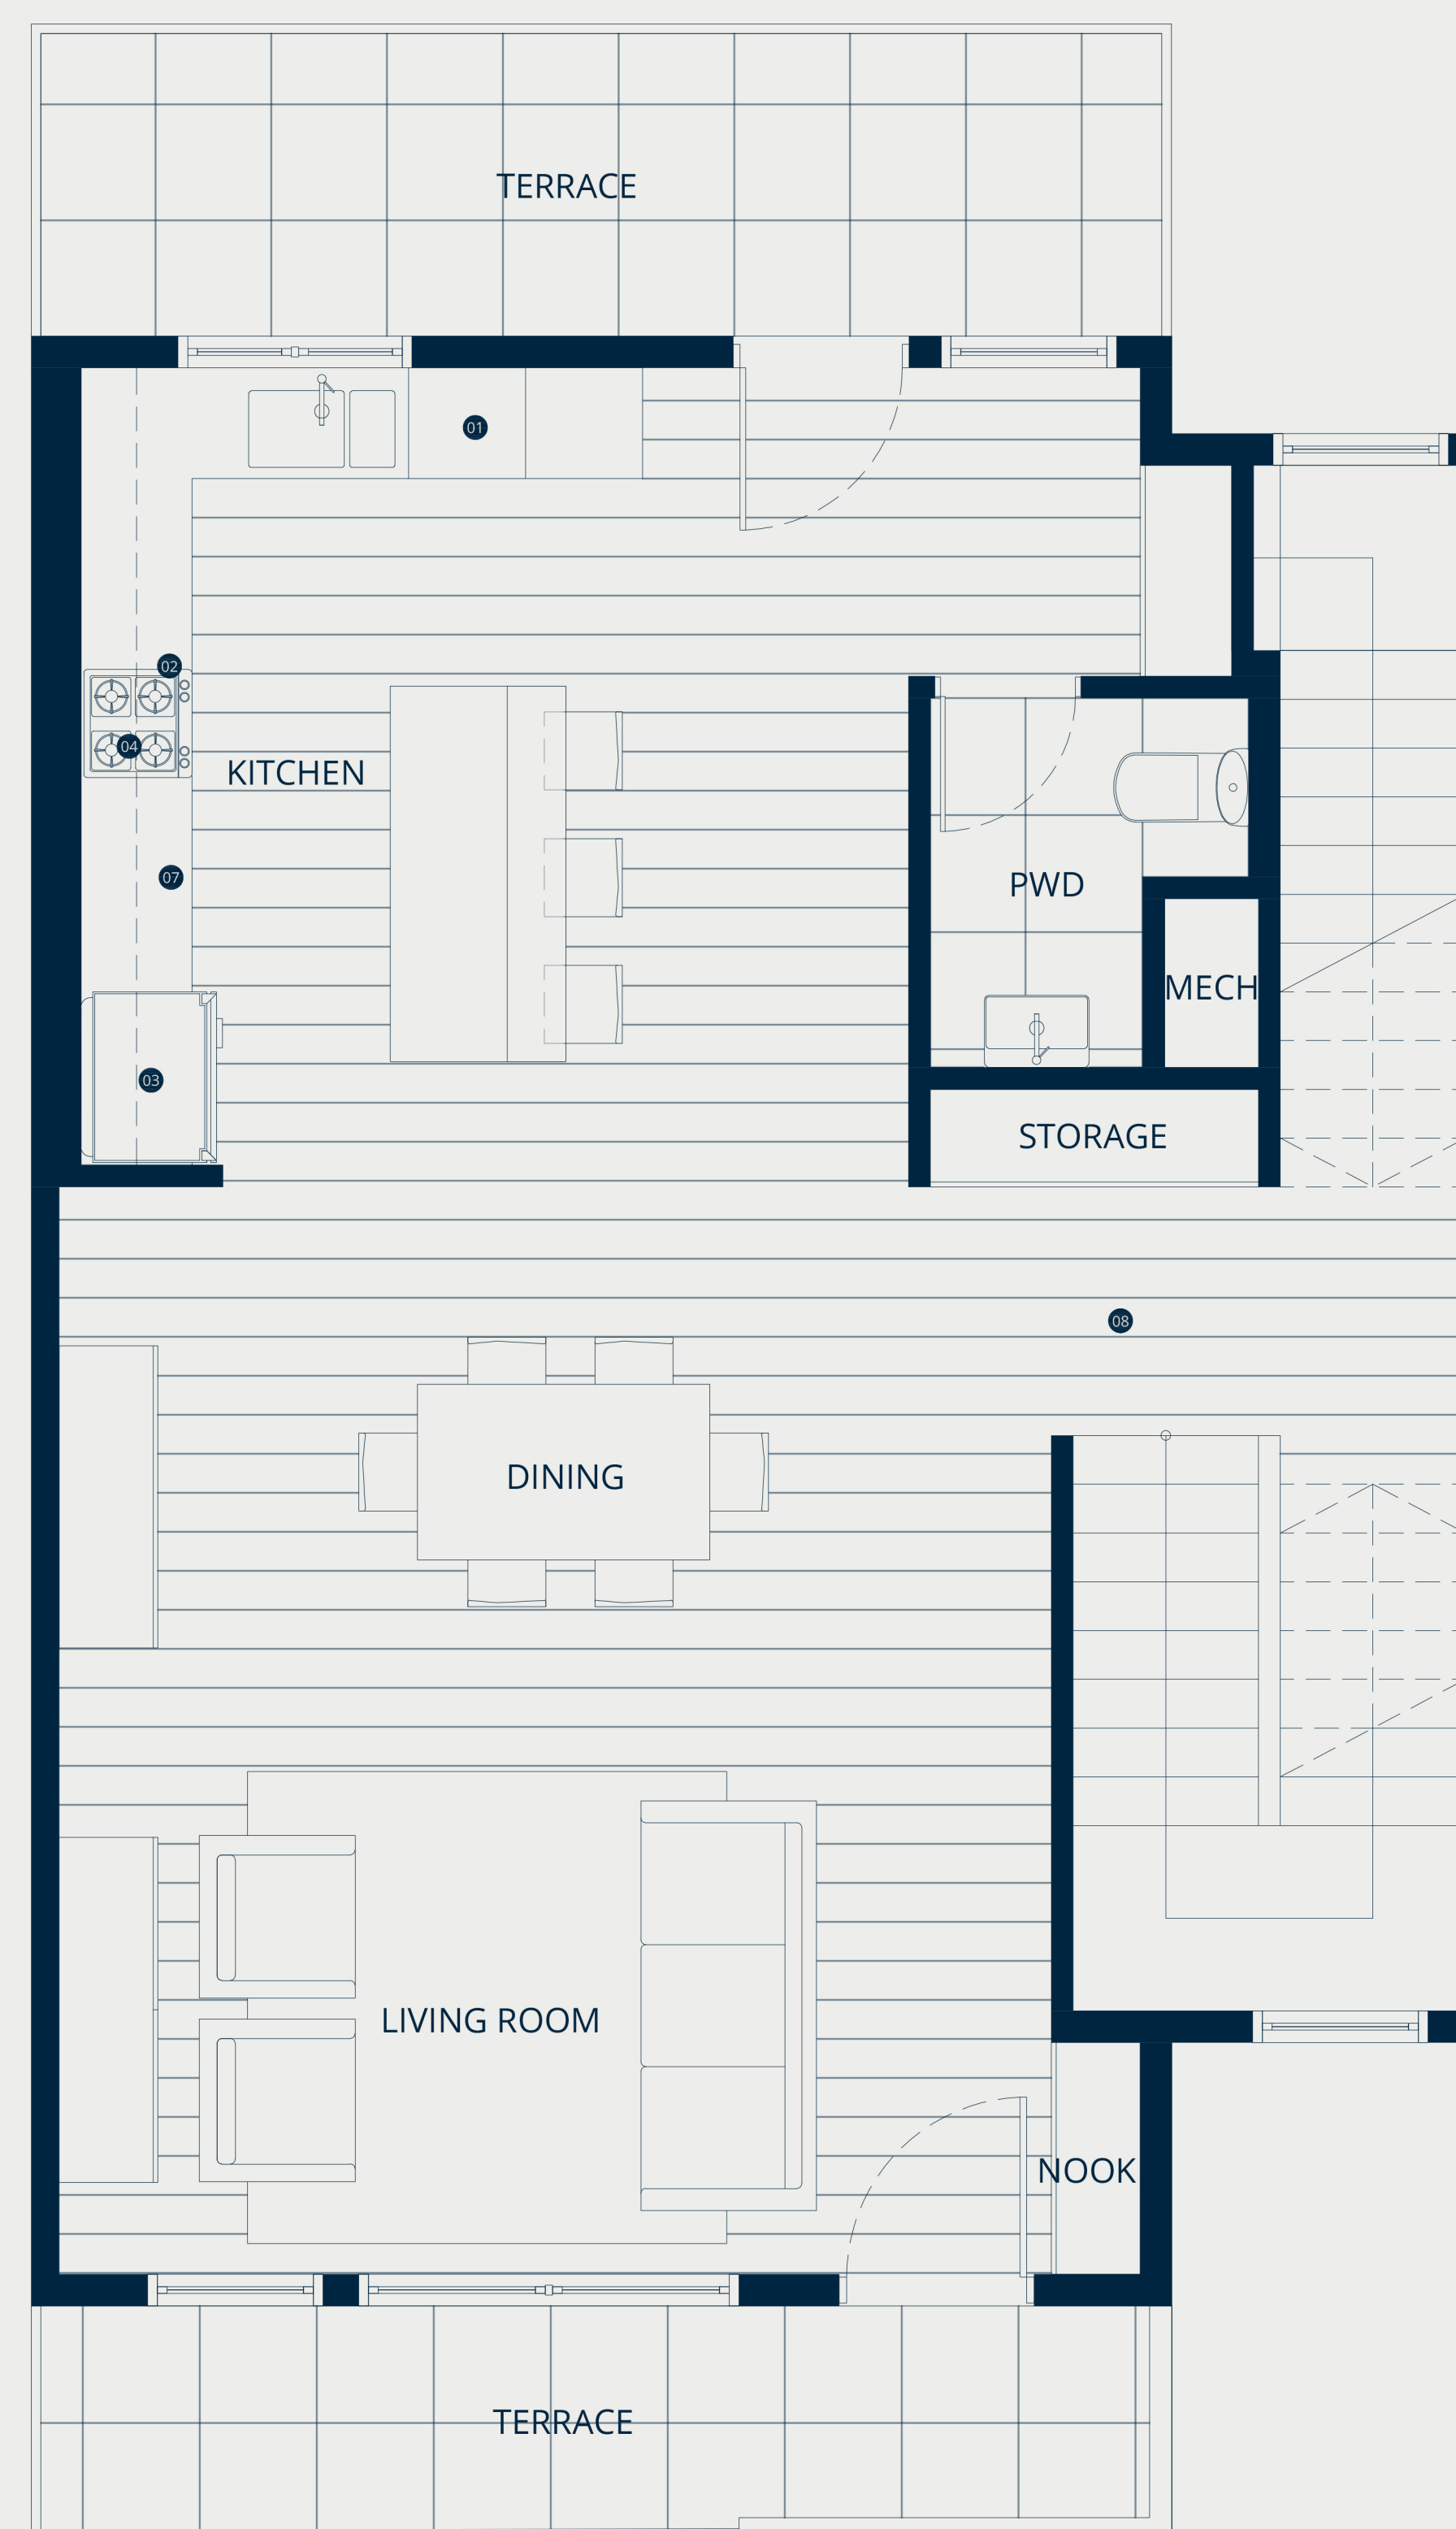 TERRACE
01
02
04
KITCHEN
07
PWD
MECH
03
STORAGE
08
DINING
LIVING ROOM
NOOK
TERRACE